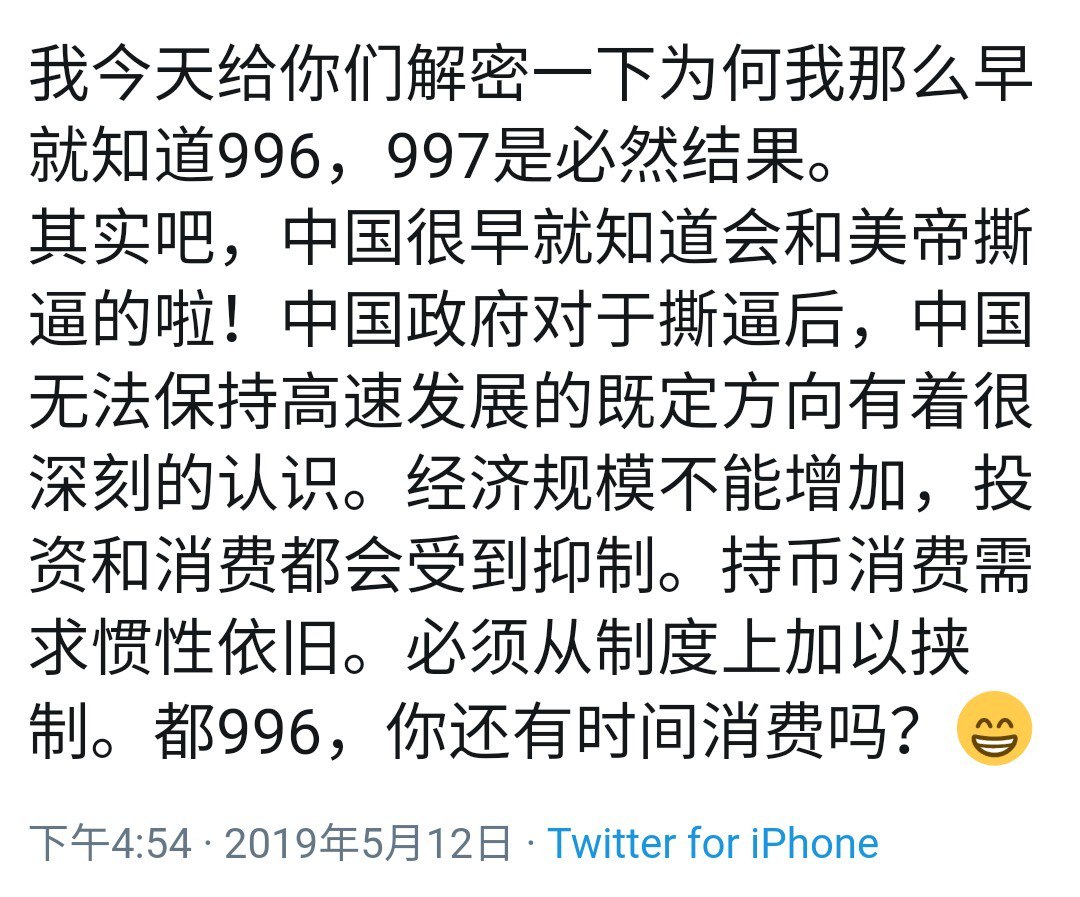 我今天给你们解密一下为何我那么早
就知道996，997是必然结果。
其实吧，中国很早就知道会和美帝撕
逼的啦！中国政府对于撕逼后，中国
无法保持高速发展的既定方向有着很
深刻的认识。经济规模不能增加，投
资和消费都会受到抑制。持币消费需
求惯性依旧。必须从制度上加以挟
制。都996，你还有时间消费吗？😁
下午4:54 · 2019年5月12日 · Twitter for iPhone